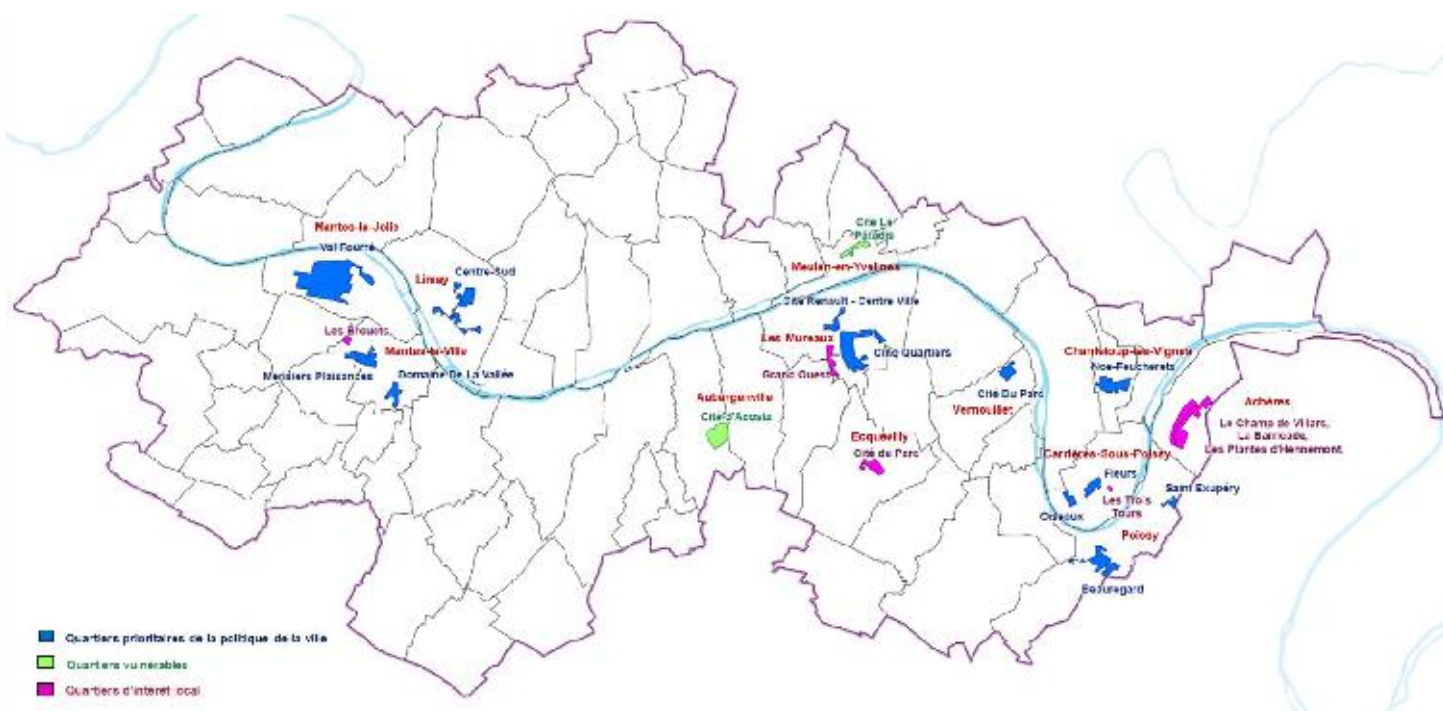 Mantes-la-Jolie
Val Fourré
Limay
Centre-Sud
Les Brouets
Mantes-la-Ville
Merisiers Plaisances
Domaine De La Vallée
Cité Le
Paradis
Meulan-en-Yvelines
Cité Renault - Centre Ville
Les Mureaux
Cinq Quartiers
Grand Ouest
Aubergenville
Cité d'Acosta
Ecquevilly
Cité du Parc
Cité Du Parc
Vernouillet
Chanteloup-les-Vignes
Noe-Feucherets
Achères
Le Champ de Villars,
La Barricade,
Les Plantes d'Hennemont
Carrières-Sous-Poissy
Fleurs
Oiseaux
Les Trois
Tours
Saint Exupéry
Poissy
Beauregard
Quartiers prioritaires de la politique de la ville
Quartiers vulnérables
Quartiers d'intérêt local